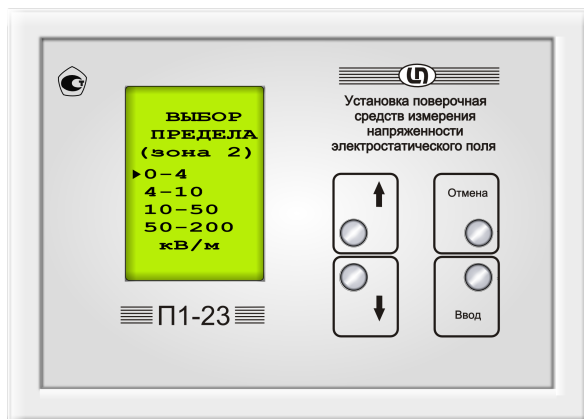 ВЫБОР
ПРЕДЕЛА
(зона 2)
▶0-4
4-10
10-50
50-200
кВ/м
П1-23
Установка поверочная
средств измерения
напряженности
электростатического поля
Отмена
Ввод